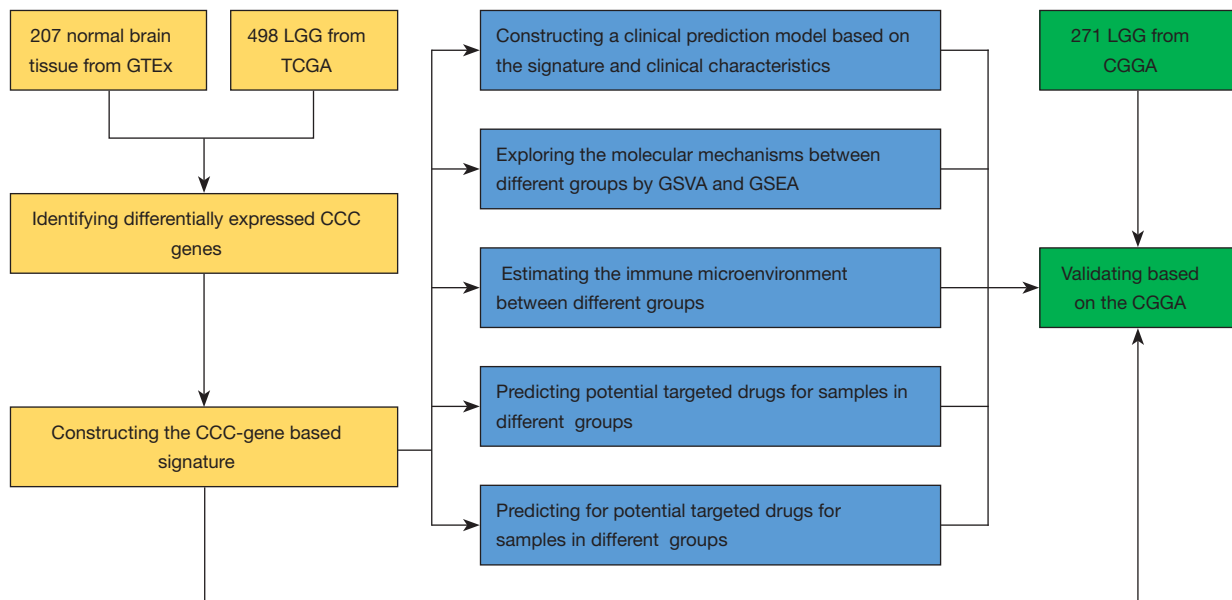 207 normal brain
tissue from GTEx
498 LGG from
TCGA
Identifying differentially expressed CCC
genes
Constructing the CCC-gene based
signature
Constructing a clinical prediction model based on
the signature and clinical characteristics
Exploring the molecular mechanisms between
different groups by GSVA and GSEA
Estimating the immune microenvironment
between different groups
Predicting potential targeted drugs for samples in
different groups
Predicting for potential targeted drugs for
samples in different groups
271 LGG from
CGGA
Validating based
on the CGGA